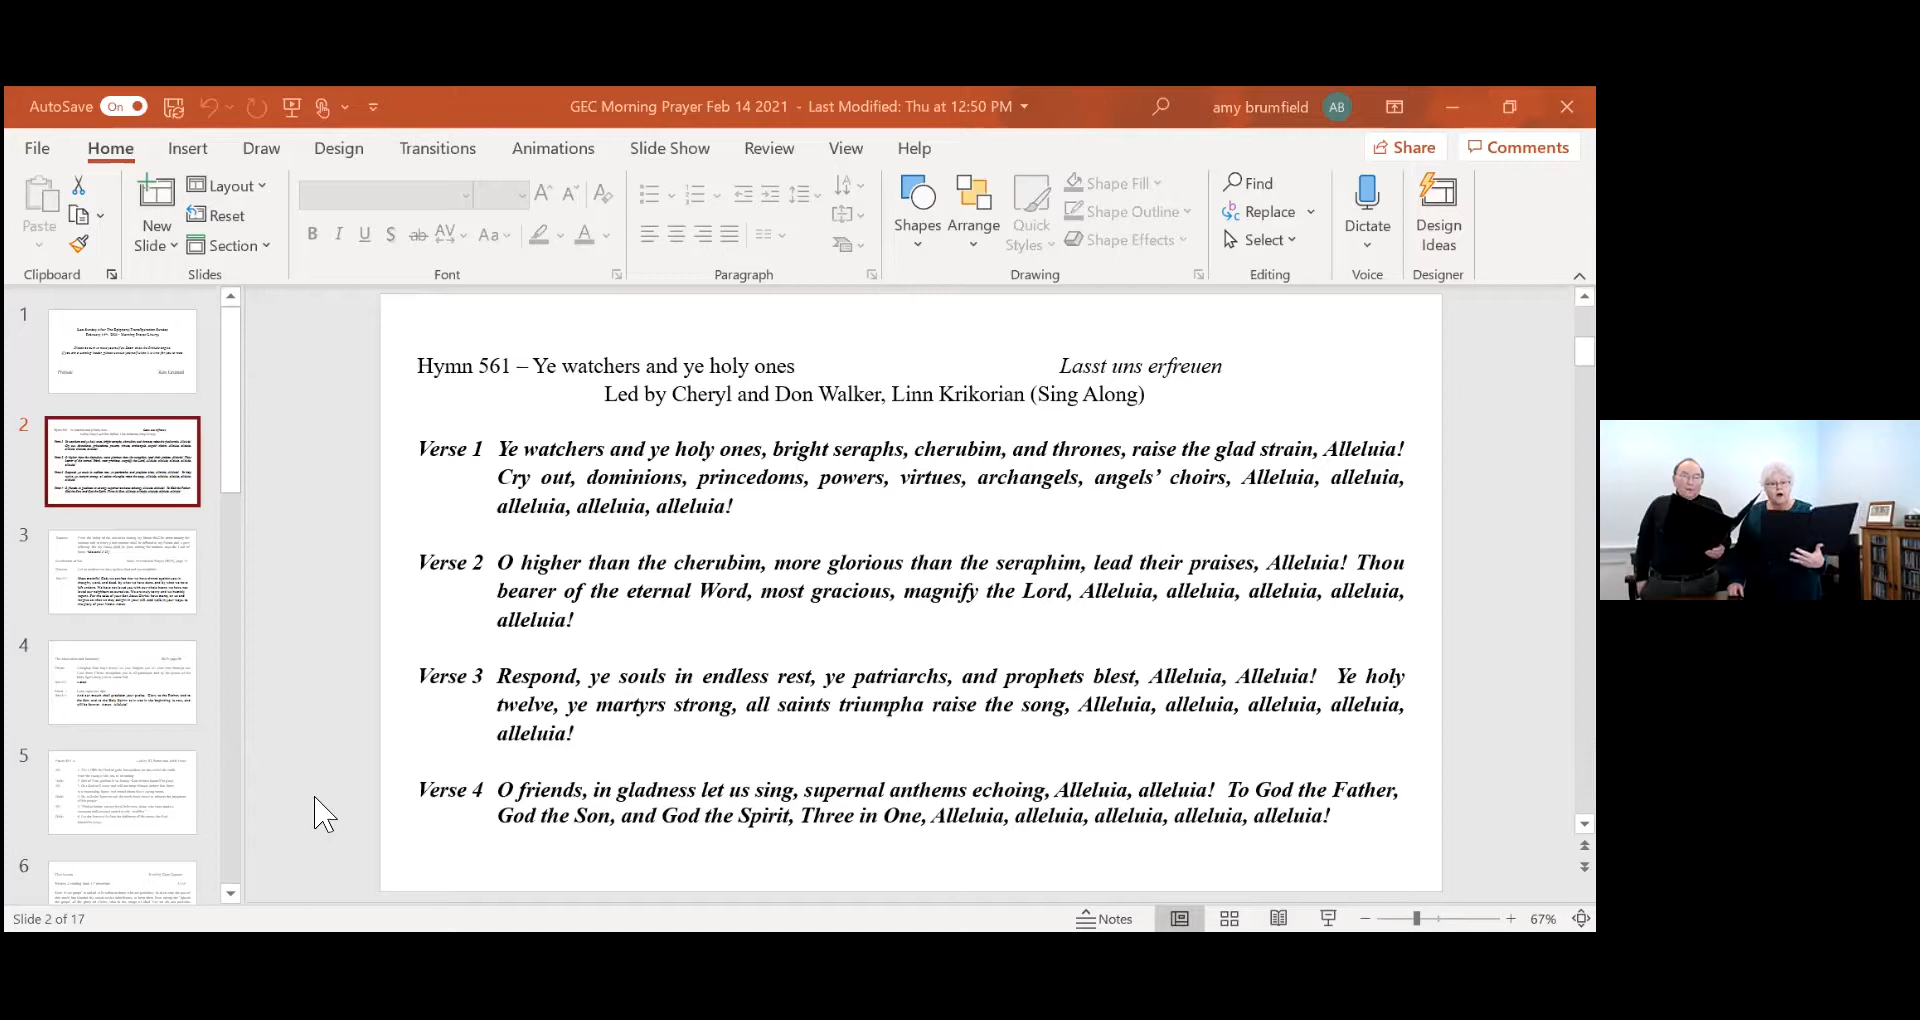 AutoSave On
GEC Morning Prayer Feb 14 2021 - Last Modified: Thu at 12:50 PM
amy brumfield AB
File Home Insert Draw Design Transitions Animations Slide Show Review View Help
Share Comments
Paste
Clipboard
New Slide
Layout
Reset
Section
Slides
B I U S ab AV Aa A
Font
Paragraph
Shapes
Arrange
Quick Styles
Shape Fill
Shape Outline
Shape Effects
Drawing
Find
Replace
Select
Editing
Dictate
Voice
Design Ideas
Designer
1
2
3
4
5
6
Hymn 561 – Ye watchers and ye holy ones Lasst uns erfreuen
Led by Cheryl and Don Walker, Linn Krikorian (Sing Along)
Verse 1 Ye watchers and ye holy ones, bright seraphs, cherubim, and thrones, raise the glad strain, Alleluia!
Cry out, dominions, princedoms, powers, virtues, archangels, angels’ choirs, Alleluia, alleluia,
alleluia, alleluia, alleluia!
Verse 2 O higher than the cherubim, more glorious than the seraphim, lead their praises, Alleluia! Thou
bearer of the eternal Word, most gracious, magnify the Lord, Alleluia, alleluia, alleluia, alleluia,
alleluia!
Verse 3 Respond, ye souls in endless rest, ye patriarchs, and prophets blest, Alleluia, Alleluia! Ye holy
twelve, ye martyrs strong, all saints triumpha raise the song, Alleluia, alleluia, alleluia, alleluia,
alleluia!
Verse 4 O friends, in gladness let us sing, supernal anthems echoing, Alleluia, alleluia! To God the Father,
God the Son, and God the Spirit, Three in One, Alleluia, alleluia, alleluia, alleluia, alleluia!
Slide 2 of 17
Notes
67%